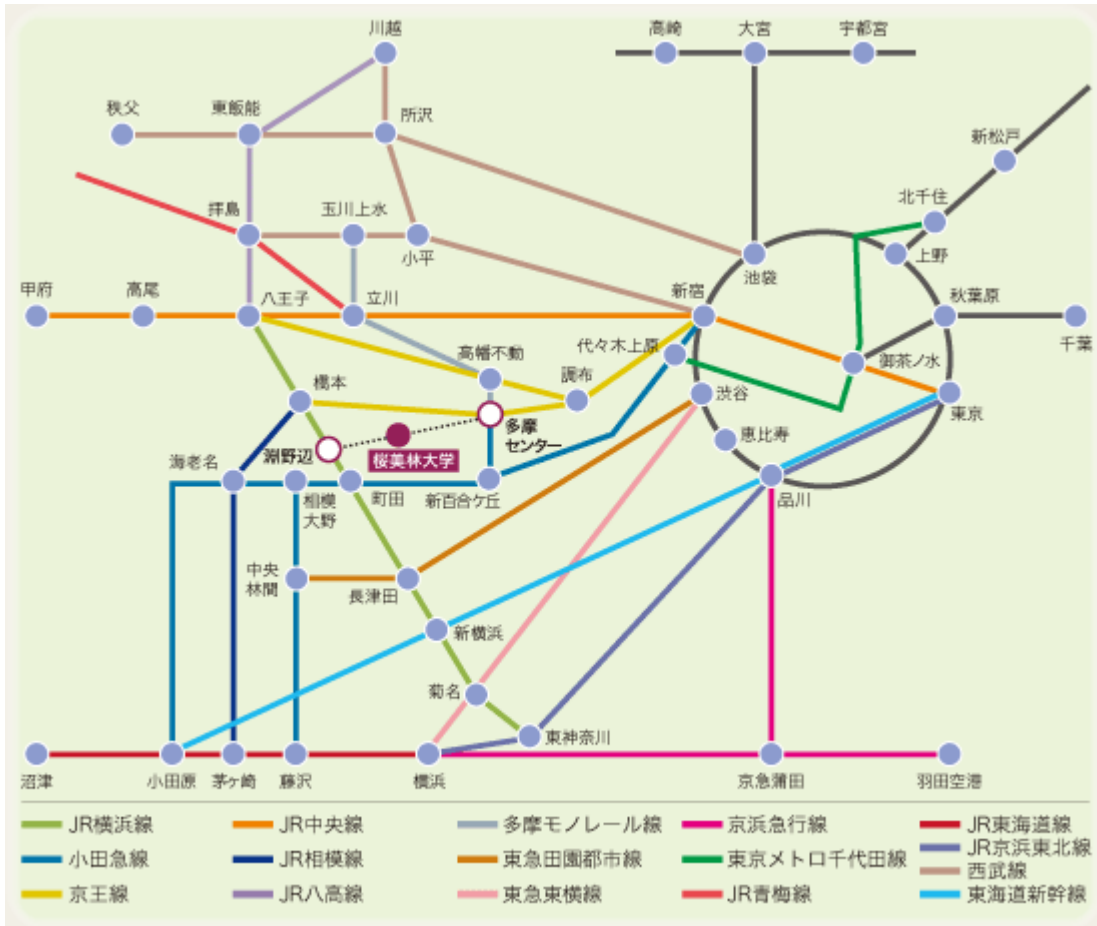 川越
高崎
大宮
宇都宮
秩父
東飯能
所沢
新松戸
北千住
拝島
玉川上水
小平
池袋
上野
甲府
高尾
八王子
立川
新宿
秋葉原
千葉
代々木上原
高幡不動
調布
御茶ノ水
橋本
渋谷
東京
多摩
センター
恵比寿
淵野辺
桜美林大学
海老名
相模
大野
町田
新百合ケ丘
品川
中央
林間
長津田
新横浜
菊名
東神奈川
沼津
小田原
茅ヶ崎
藤沢
横浜
京急蒲田
羽田空港
JR横浜線
JR中央線
多摩モノレール線
京浜急行線
JR東海道線
小田急線
JR相模線
東急田園都市線
東京メトロ千代田線
JR京浜東北線
西武線
京王線
JR八高線
東急東横線
JR青梅線
東海道新幹線